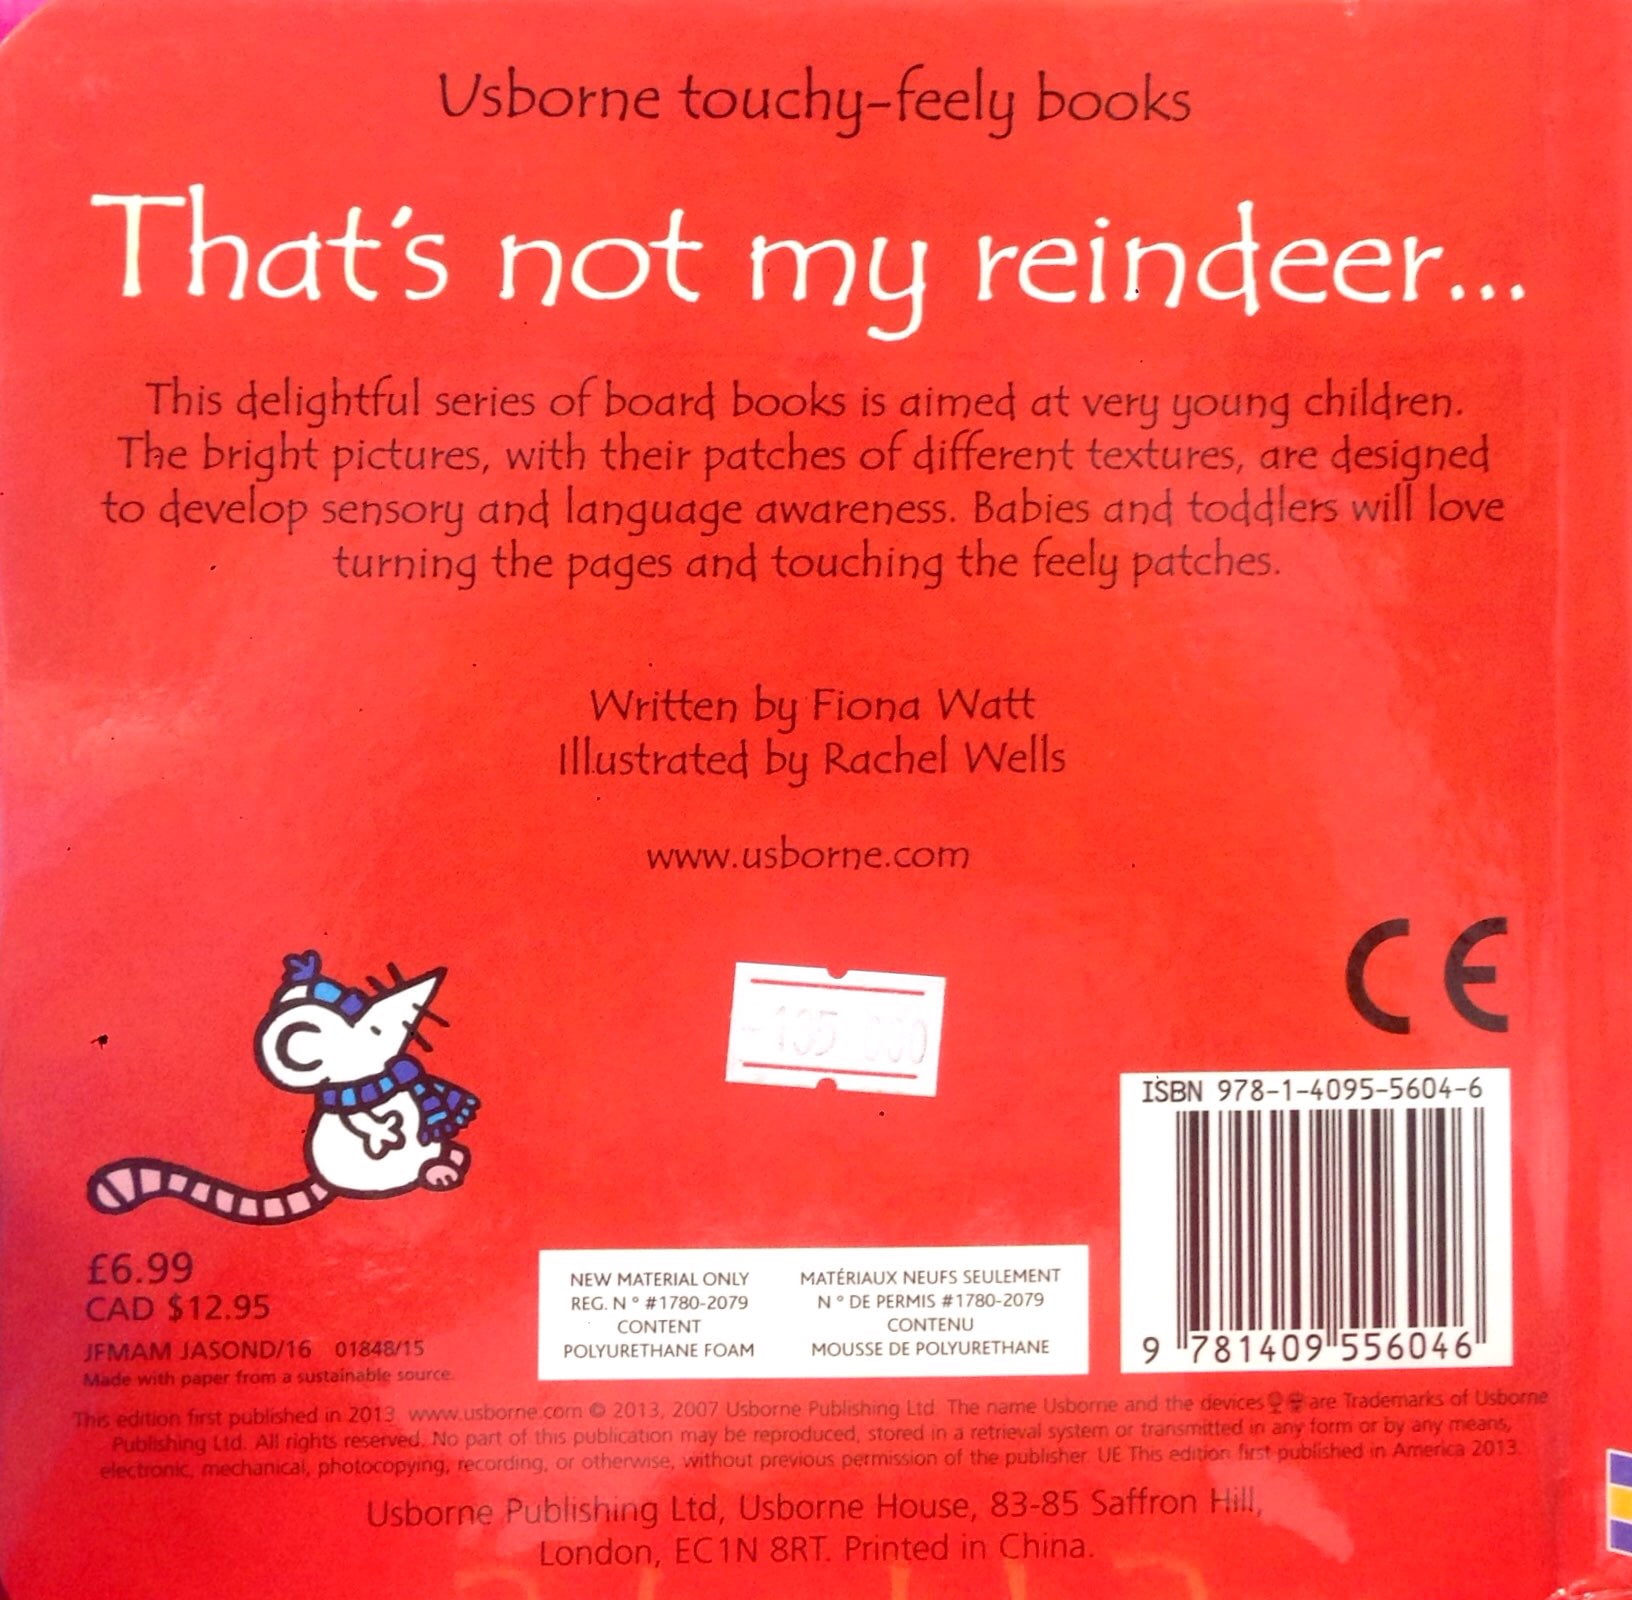 Usborne touchy-feely books
That's not my reindeer...
This delightful series of board books is aimed at very young children.
The bright pictures, with their patches of different textures, are designed
to develop sensory and language awareness. Babies and toddlers will love
turning the pages and touching the feely patches.
Written by Fiona Watt
Illustrated by Rachel Wells
www.usborne.com
CE
ISBN 978-1-4095-5604-6
9 781409 556046
£6.99
CAD $12.95
JFMAM JASOND/16 01848/15
Made with paper from a sustainable source.
NEW MATERIAL ONLY
REG. N° #1780-2079
CONTENT
POLYURETHANE FOAM
MATÉRIAUX NEUFS SEULEMENT
N° DE PERMIS #1780-2079
CONTENU
MOUSSE DE POLYURETHANE
This edition first published in 2013 www.usborne.com © 2013, 2007 Usborne Publishing Ltd. The name Usborne and the devices are Trademarks of Usborne
Publishing Ltd. All rights reserved. No part of this publication may be reproduced, stored in a retrieval system or transmitted in any form or by any means,
electronic, mechanical, photocopying, recording, or otherwise, without previous permission of the publisher. UE This edition first published in America 2013.
Usborne Publishing Ltd, Usborne House, 83-85 Saffron Hill,
London, EC1N 8RT. Printed in China.